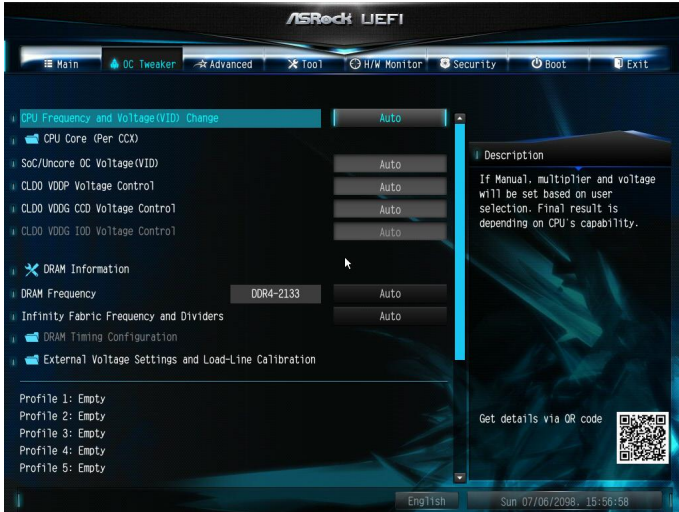 ASRock UEFI
Main OC Tweaker Advanced Tool H/W Monitor Security Boot Exit
CPU Frequency and Voltage(VID) Change Auto
CPU Core (Per CCX)
SoC/Uncore OC Voltage(VID) Auto
CLDO VDDP Voltage Control Auto
CLDO VDDG CCD Voltage Control Auto
CLDO VDDG IOD Voltage Control Auto
DRAM Information
DRAM Frequency DDR4-2133 Auto
Infinity Fabric Frequency and Dividers Auto
DRAM Timing Configuration
External Voltage Settings and Load-Line Calibration
Profile 1: Empty
Profile 2: Empty
Profile 3: Empty
Profile 4: Empty
Profile 5: Empty
Description
If Manual, multiplier and voltage
will be set based on user
selection. Final result is
depending on CPU's capability.
Get details via QR code
English
Sun 07/06/2098. 15:56:58